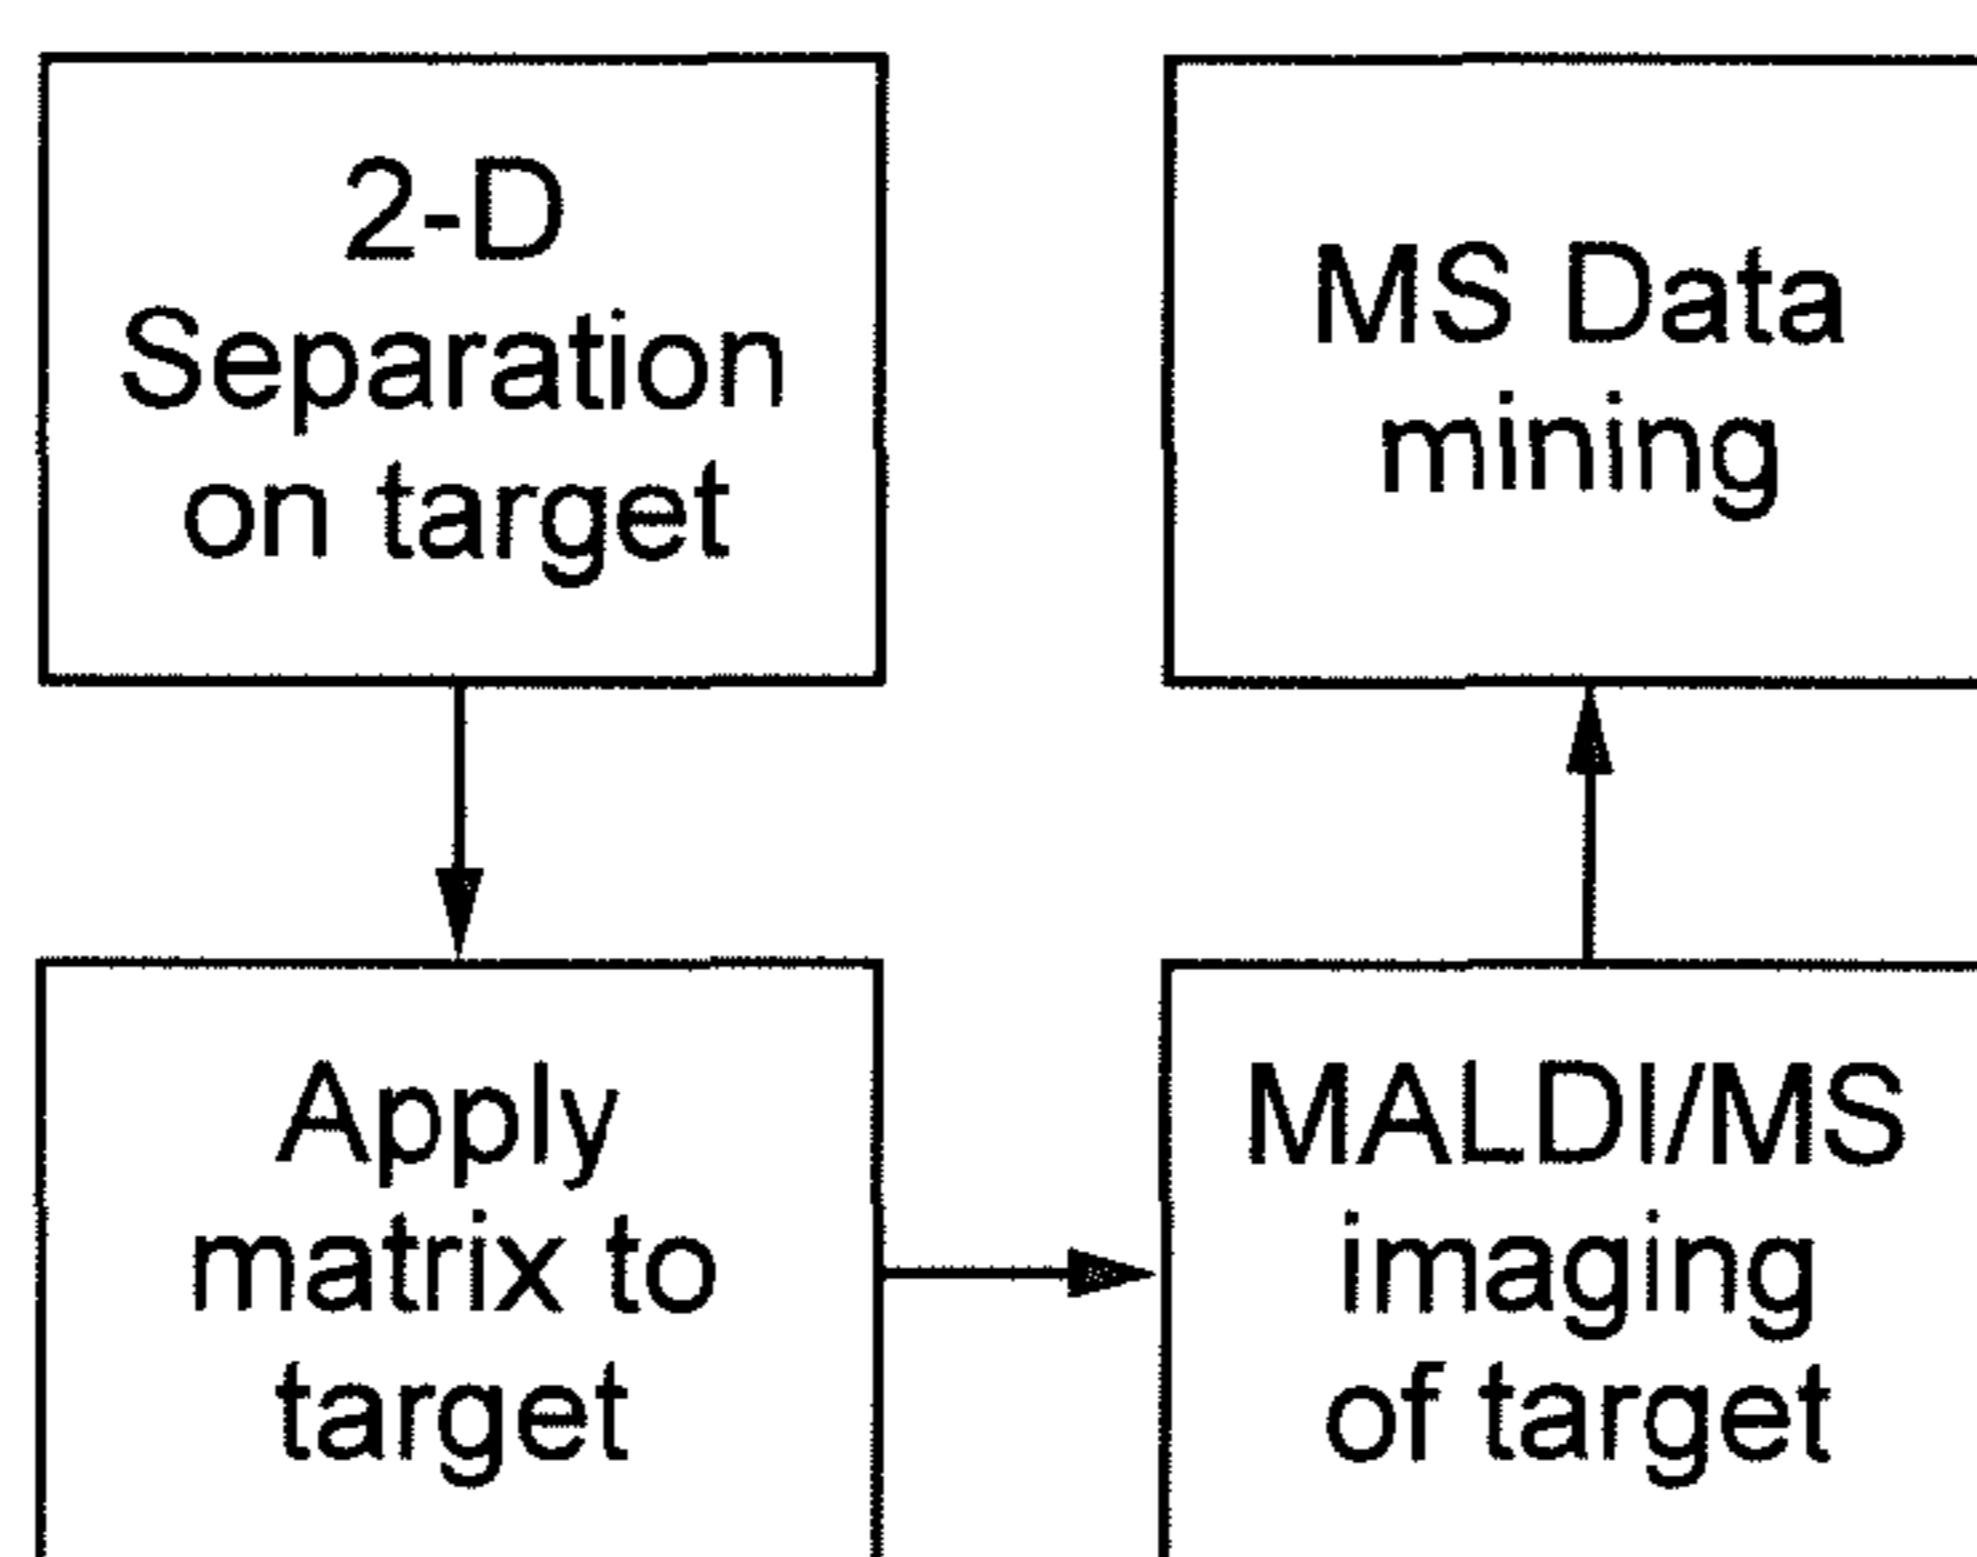 2-D
Separation
on target
MS Data
mining
Apply
matrix to
target
MALDI/MS
imaging
of target